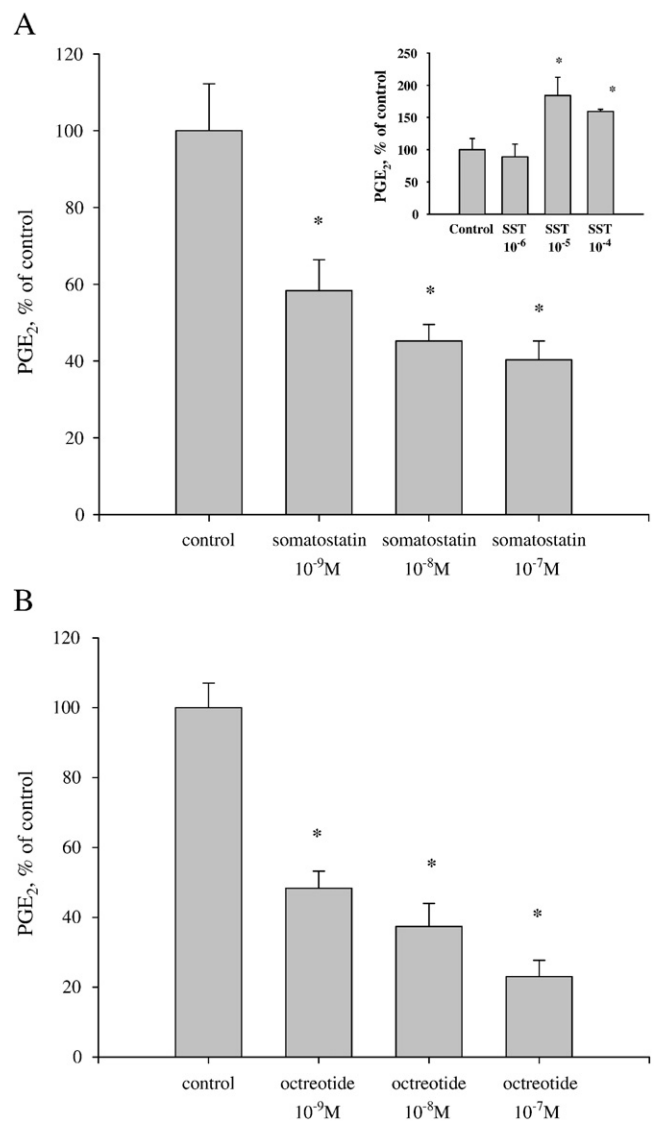 A
PGE₂, % of control
120
100
80
60
40
20
0
control
somatostatin
10⁻⁹M
somatostatin
10⁻⁸M
somatostatin
10⁻⁷M
*
*
*
PGE₂, % of control
250
200
150
100
50
0
Control
SST
10⁻⁶
SST
10⁻⁵
SST
10⁻⁴
*
*
B
PGE₂, % of control
120
100
80
60
40
20
0
control
octreotide
10⁻⁹M
octreotide
10⁻⁸M
octreotide
10⁻⁷M
*
*
*